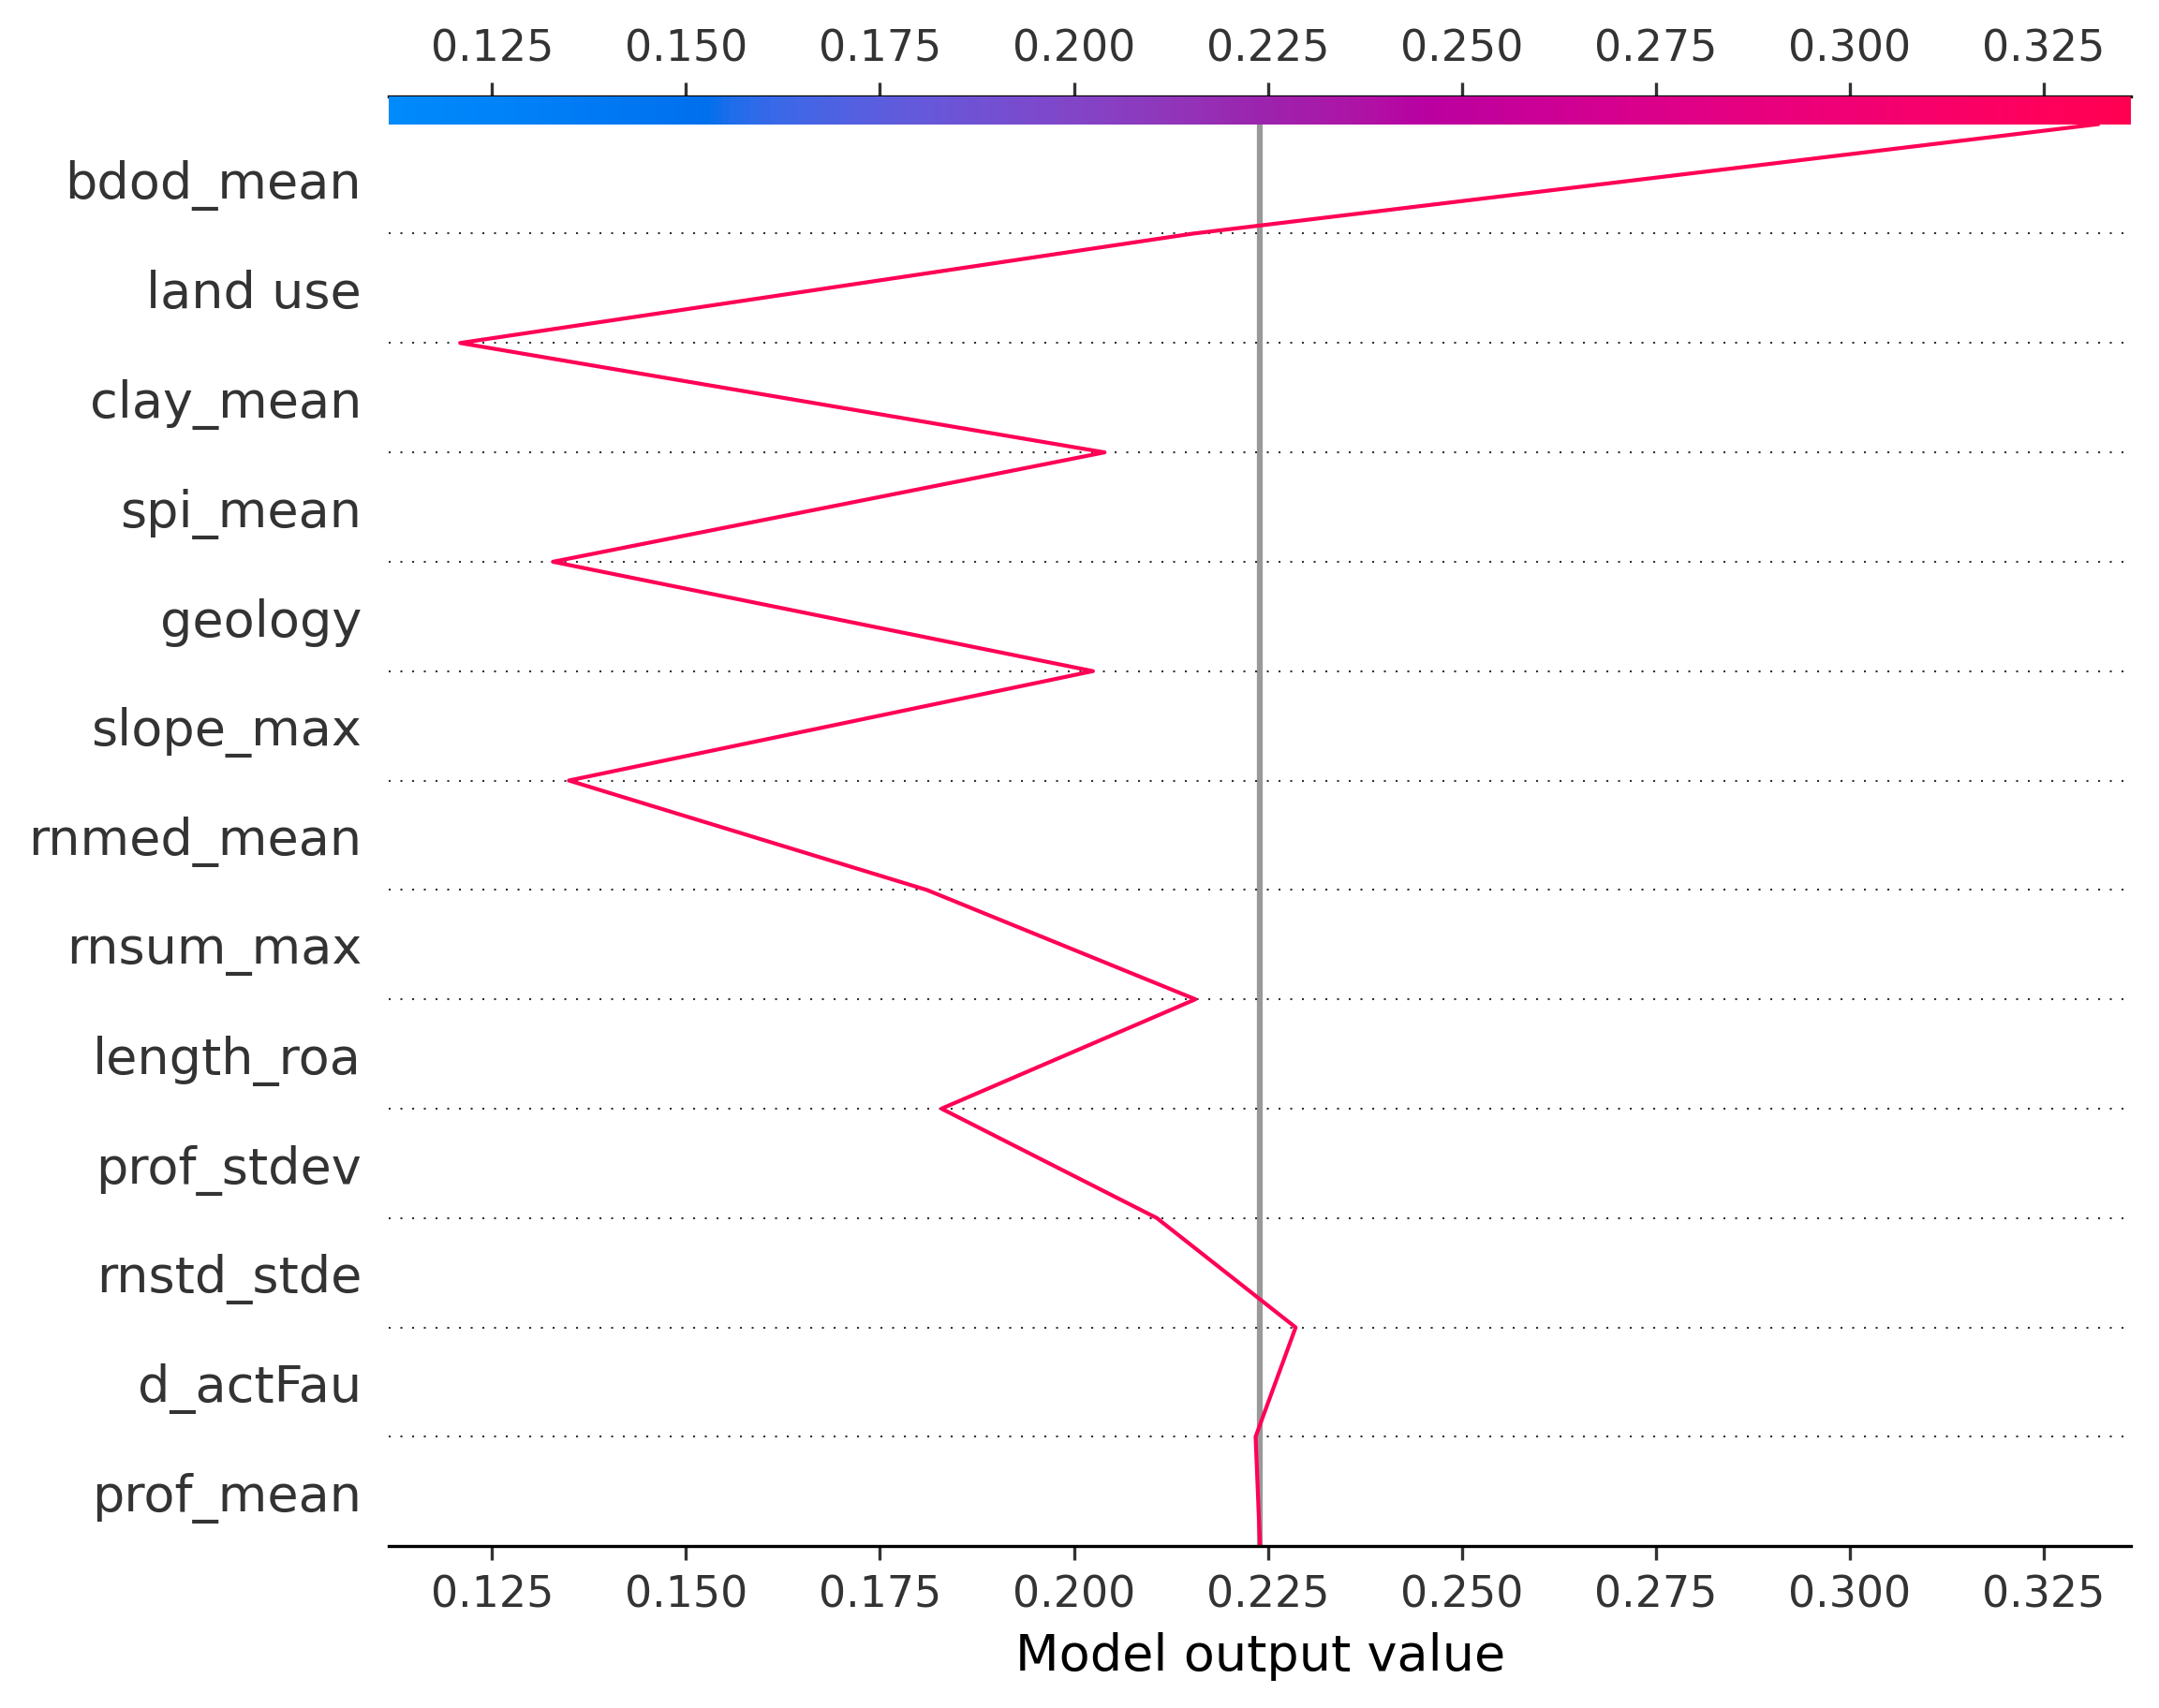 0.125 0.150 0.175 0.200 0.225 0.250 0.275 0.300 0.325
bdod_mean
land use
clay_mean
spi_mean
geology
slope_max
rnmed_mean
rnsum_max
length_roa
prof_stdev
rnstd_stde
d_actFau
prof_mean
0.125 0.150 0.175 0.200 0.225 0.250 0.275 0.300 0.325
Model output value